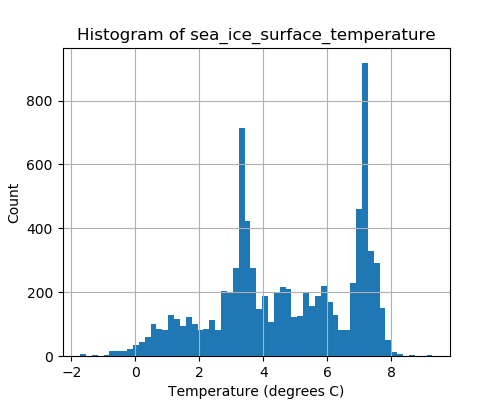 Histogram of sea_ice_surface_temperature
Count
800
600
400
200
0
−2 0 2 4 6 8
Temperature (degrees C)